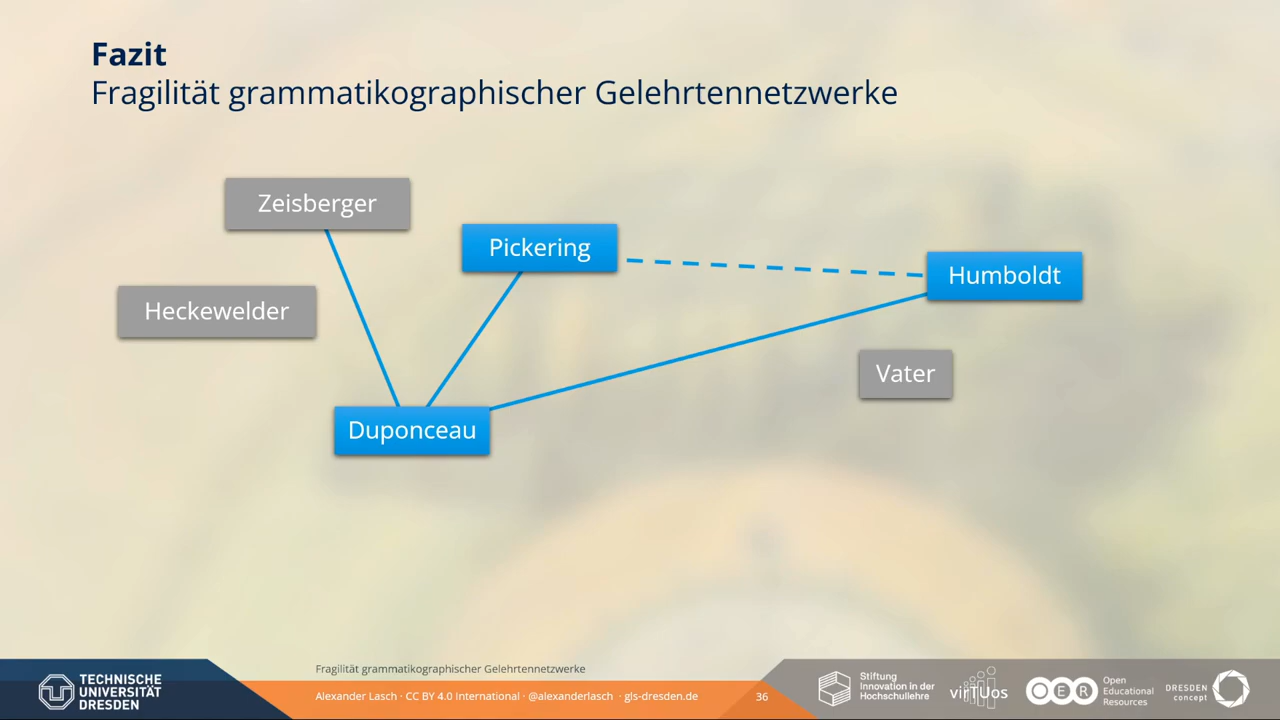 Fazit
Fragilität grammatikographischer Gelehrtennetzwerke
Zeisberger
Pickering
Humboldt
Heckewelder
Vater
Duponceau
TECHNISCHE
UNIVERSITÄT
DRESDEN
Fragilität grammatikographischer Gelehrtennetzwerke
Alexander Lasch · CC BY 4.0 International · @alexanderlasch · gls-dresden.de
36
Stiftung
Innovation in der
Hochschullehre
virTUos
OER
Open
Educational
Resources
DRESDEN
concept